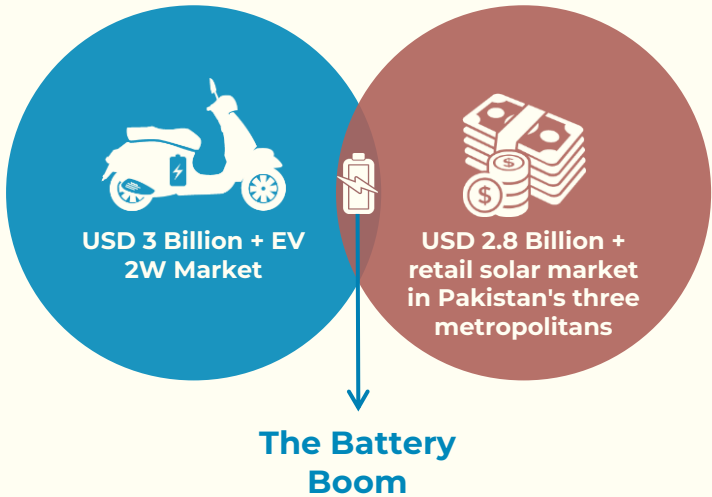 USD 3 Billion + EV
2W Market
USD 2.8 Billion +
retail solar market
in Pakistan's three
metropolitans
$
$
The Battery
Boom